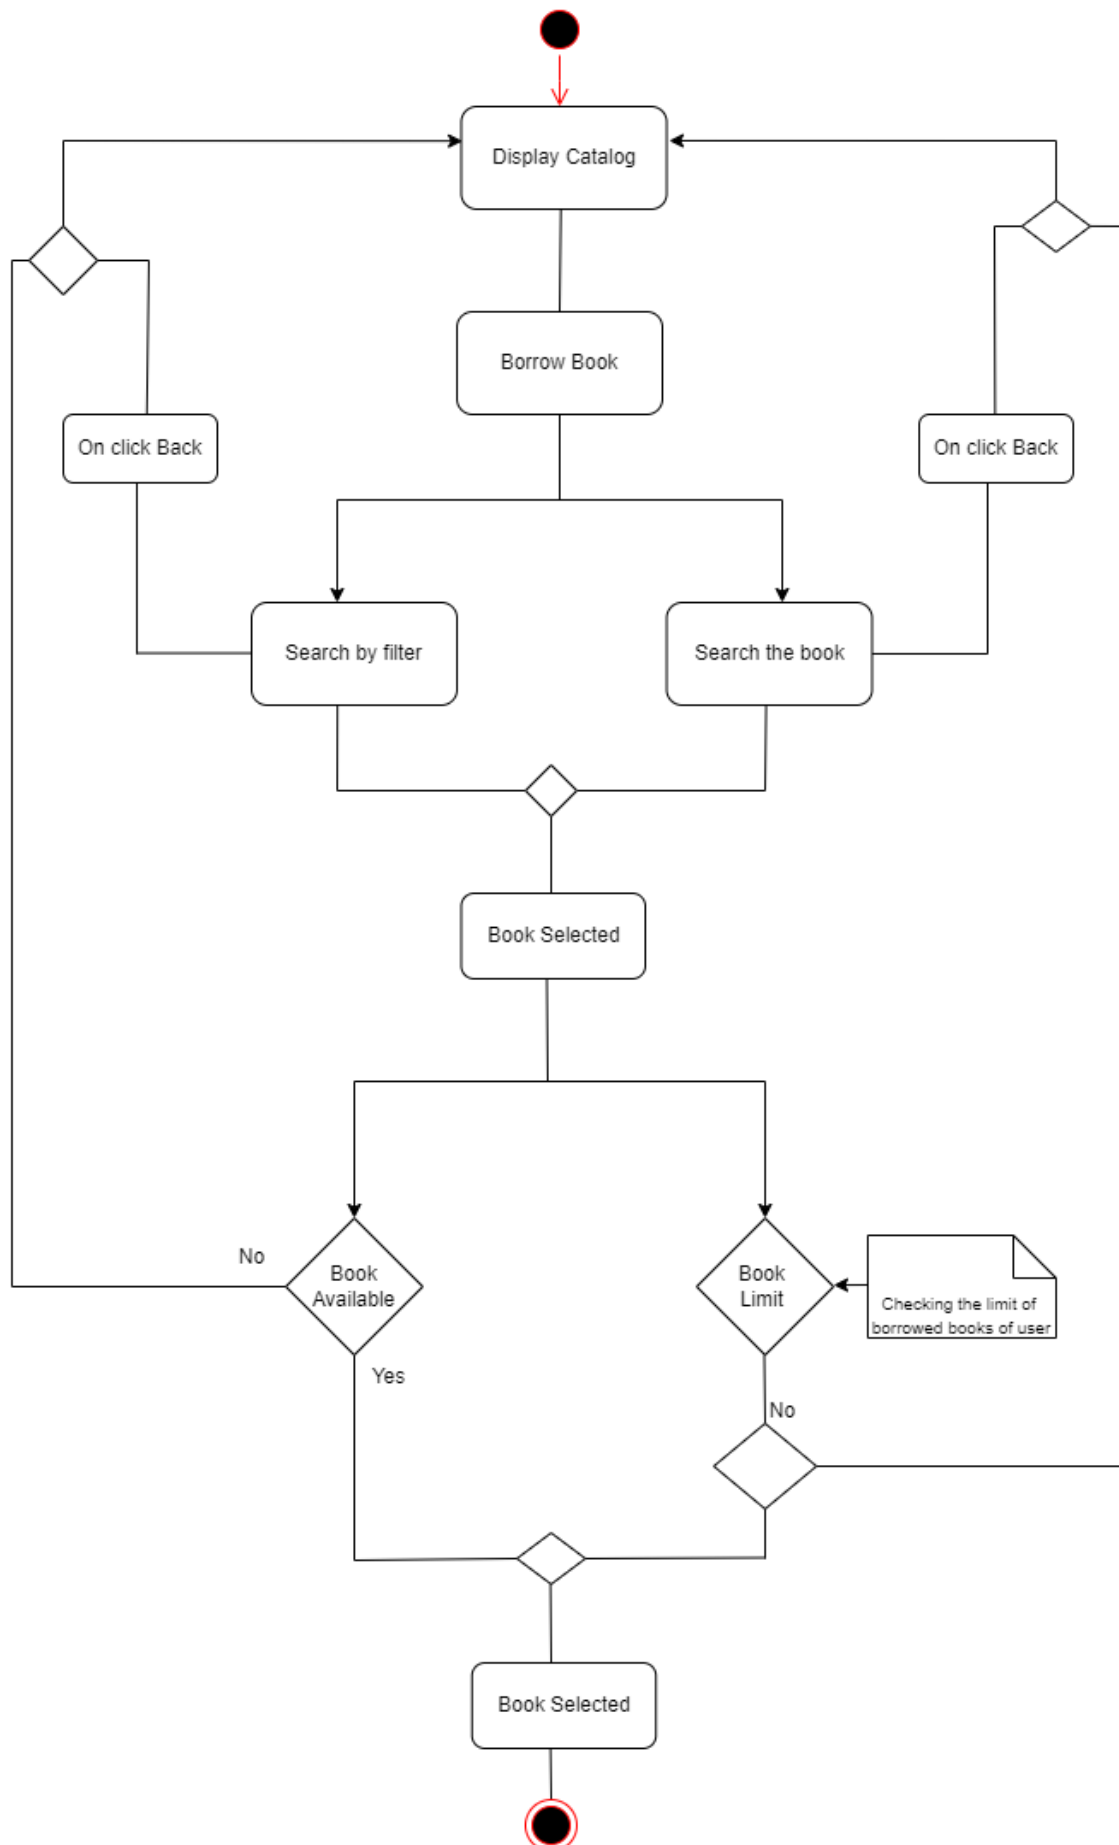 Display Catalog
Borrow Book
On click Back
On click Back
Search by filter
Search the book
Book Selected
No
Book
Available
Book
Limit
Checking the limit of
borrowed books of user
Yes
No
Book Selected